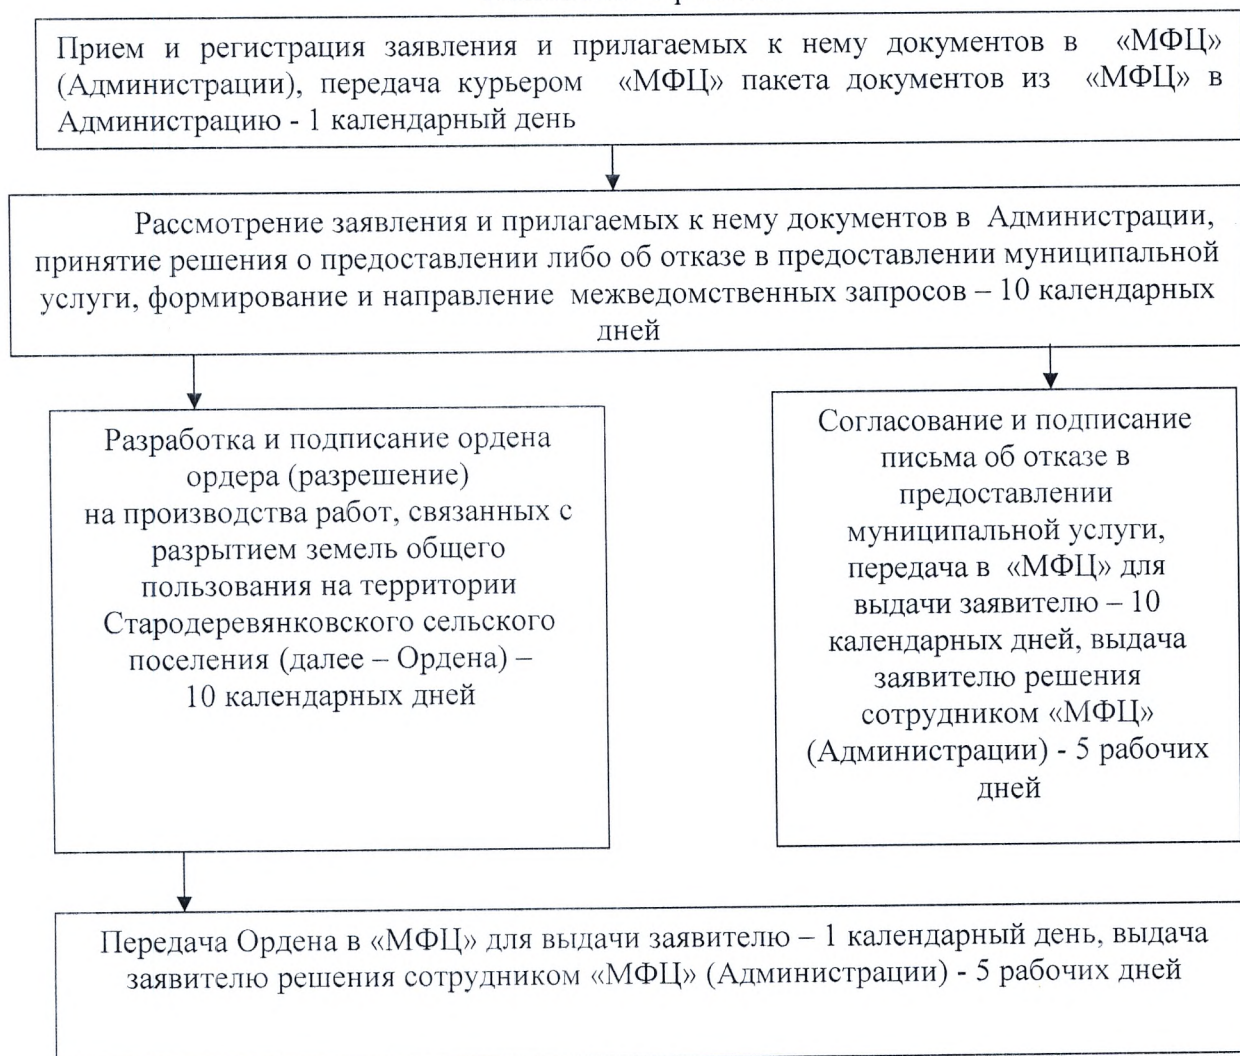 Прием и регистрация заявления и прилагаемых к нему документов в «МФЦ»
(Администрации), передача курьером «МФЦ» пакета документов из «МФЦ» в
Администрацию - 1 календарный день
Рассмотрение заявления и прилагаемых к нему документов в Администрации,
принятие решения о предоставлении либо об отказе в предоставлении муниципальной
услуги, формирование и направление межведомственных запросов – 10 календарных
дней
Разработка и подписание ордена
ордера (разрешение)
на производства работ, связанных с
разрытием земель общего
пользования на территории
Стародеревянковского сельского
поселения (далее – Ордена) –
10 календарных дней
Согласование и подписание
письма об отказе в
предоставлении
муниципальной услуги,
передача в «МФЦ» для
выдачи заявителю – 10
календарных дней, выдача
заявителю решения
сотрудником «МФЦ»
(Администрации) - 5 рабочих
дней
Передача Ордена в «МФЦ» для выдачи заявителю – 1 календарный день, выдача
заявителю решения сотрудником «МФЦ» (Администрации) - 5 рабочих дней